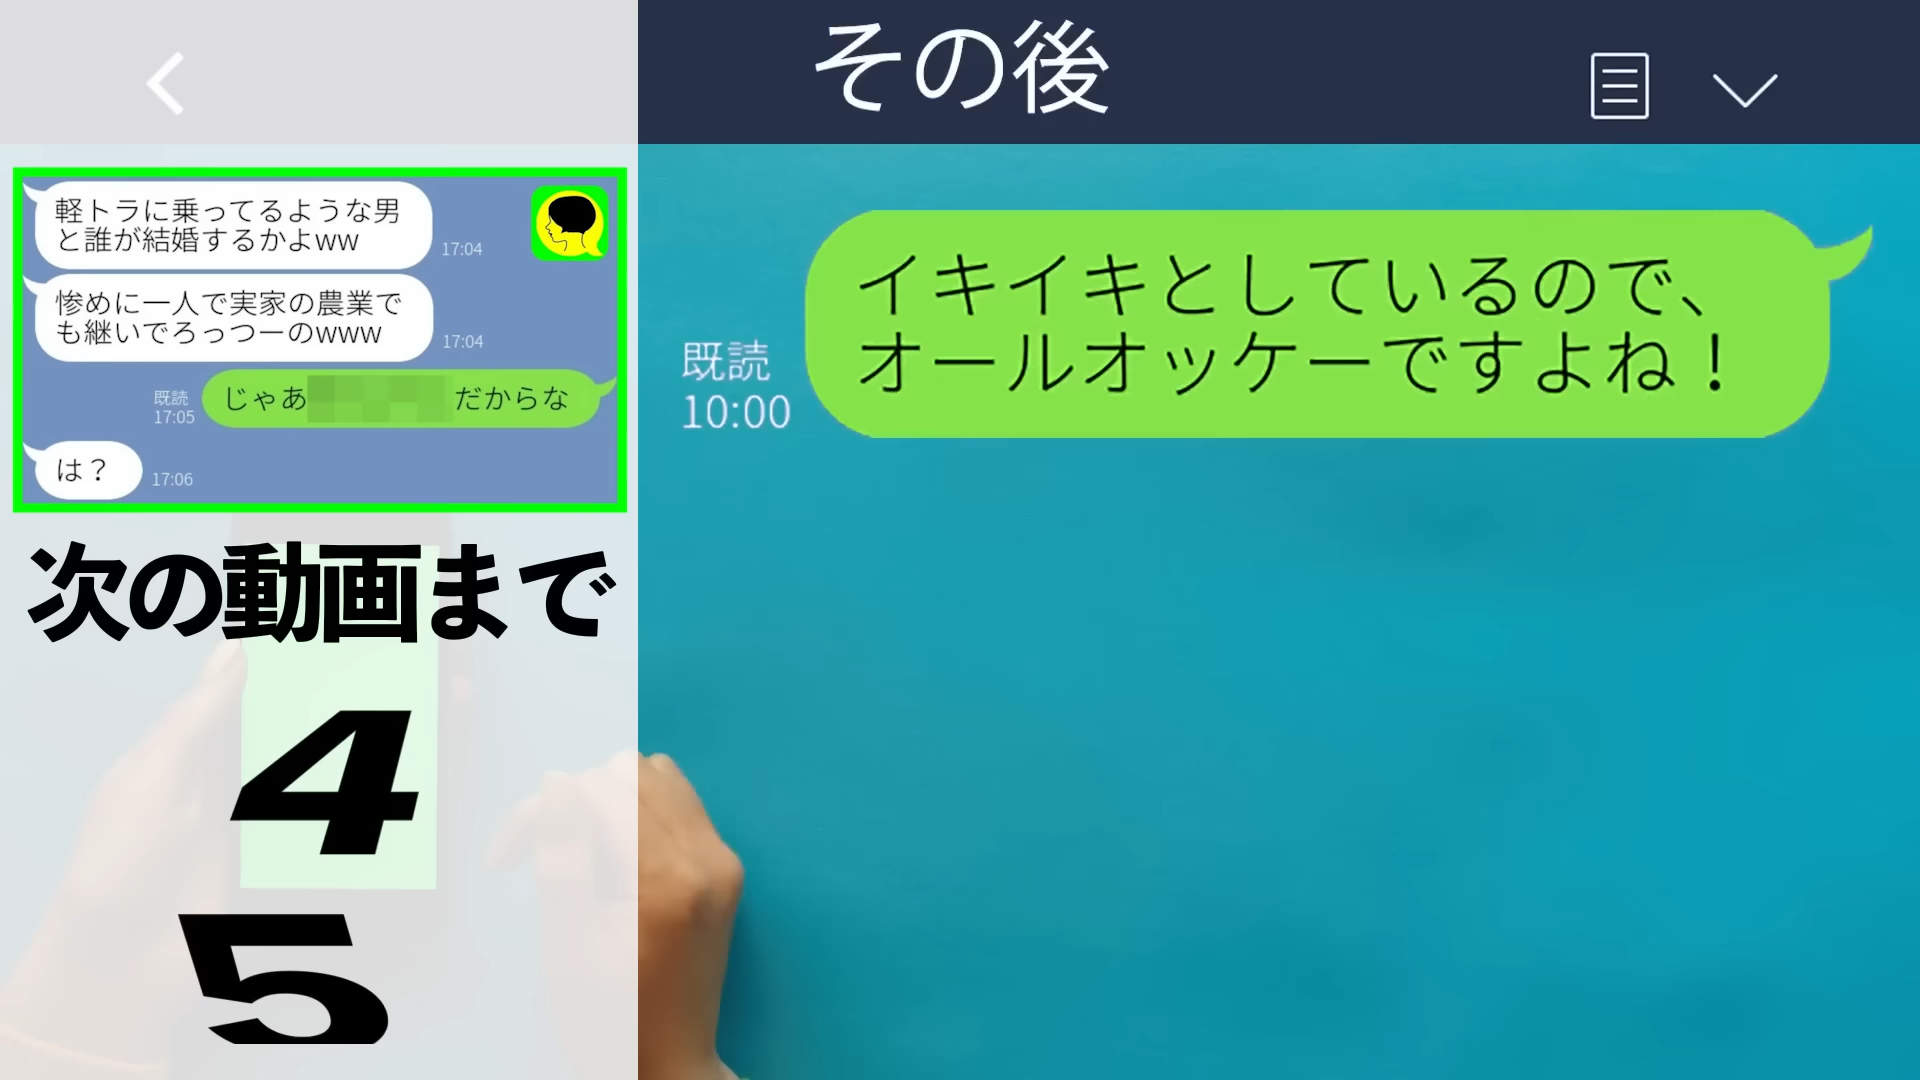 その後
軽トラに乗ってるような男
と誰が結婚するかよww
17:04
惨めに一人で実家の農業で
も継いでろっつーのwww
17:04
じゃあ
だからな
既読
17:05
は？
17:06
次の動画まで
4
5
イキイキとしているので、
オールオッケーですよね！
既読
10:00